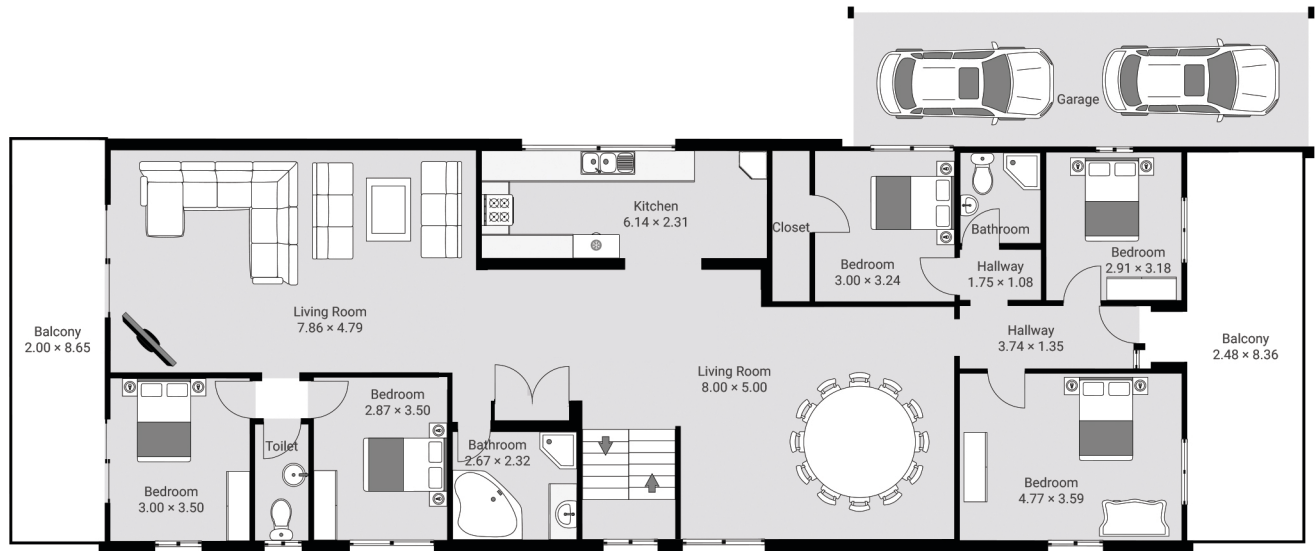 Garage
Kitchen
6.14 × 2.31
Closet
Bathroom
Bedroom
3.00 × 3.24
Hallway
1.75 × 1.08
Bedroom
2.91 × 3.18
Living Room
7.86 × 4.79
Balcony
2.00 × 8.65
Hallway
3.74 × 1.35
Balcony
2.48 × 8.36
Living Room
8.00 × 5.00
Bedroom
2.87 × 3.50
Toilet
Bathroom
2.67 × 2.32
Bedroom
3.00 × 3.50
Bedroom
4.77 × 3.59